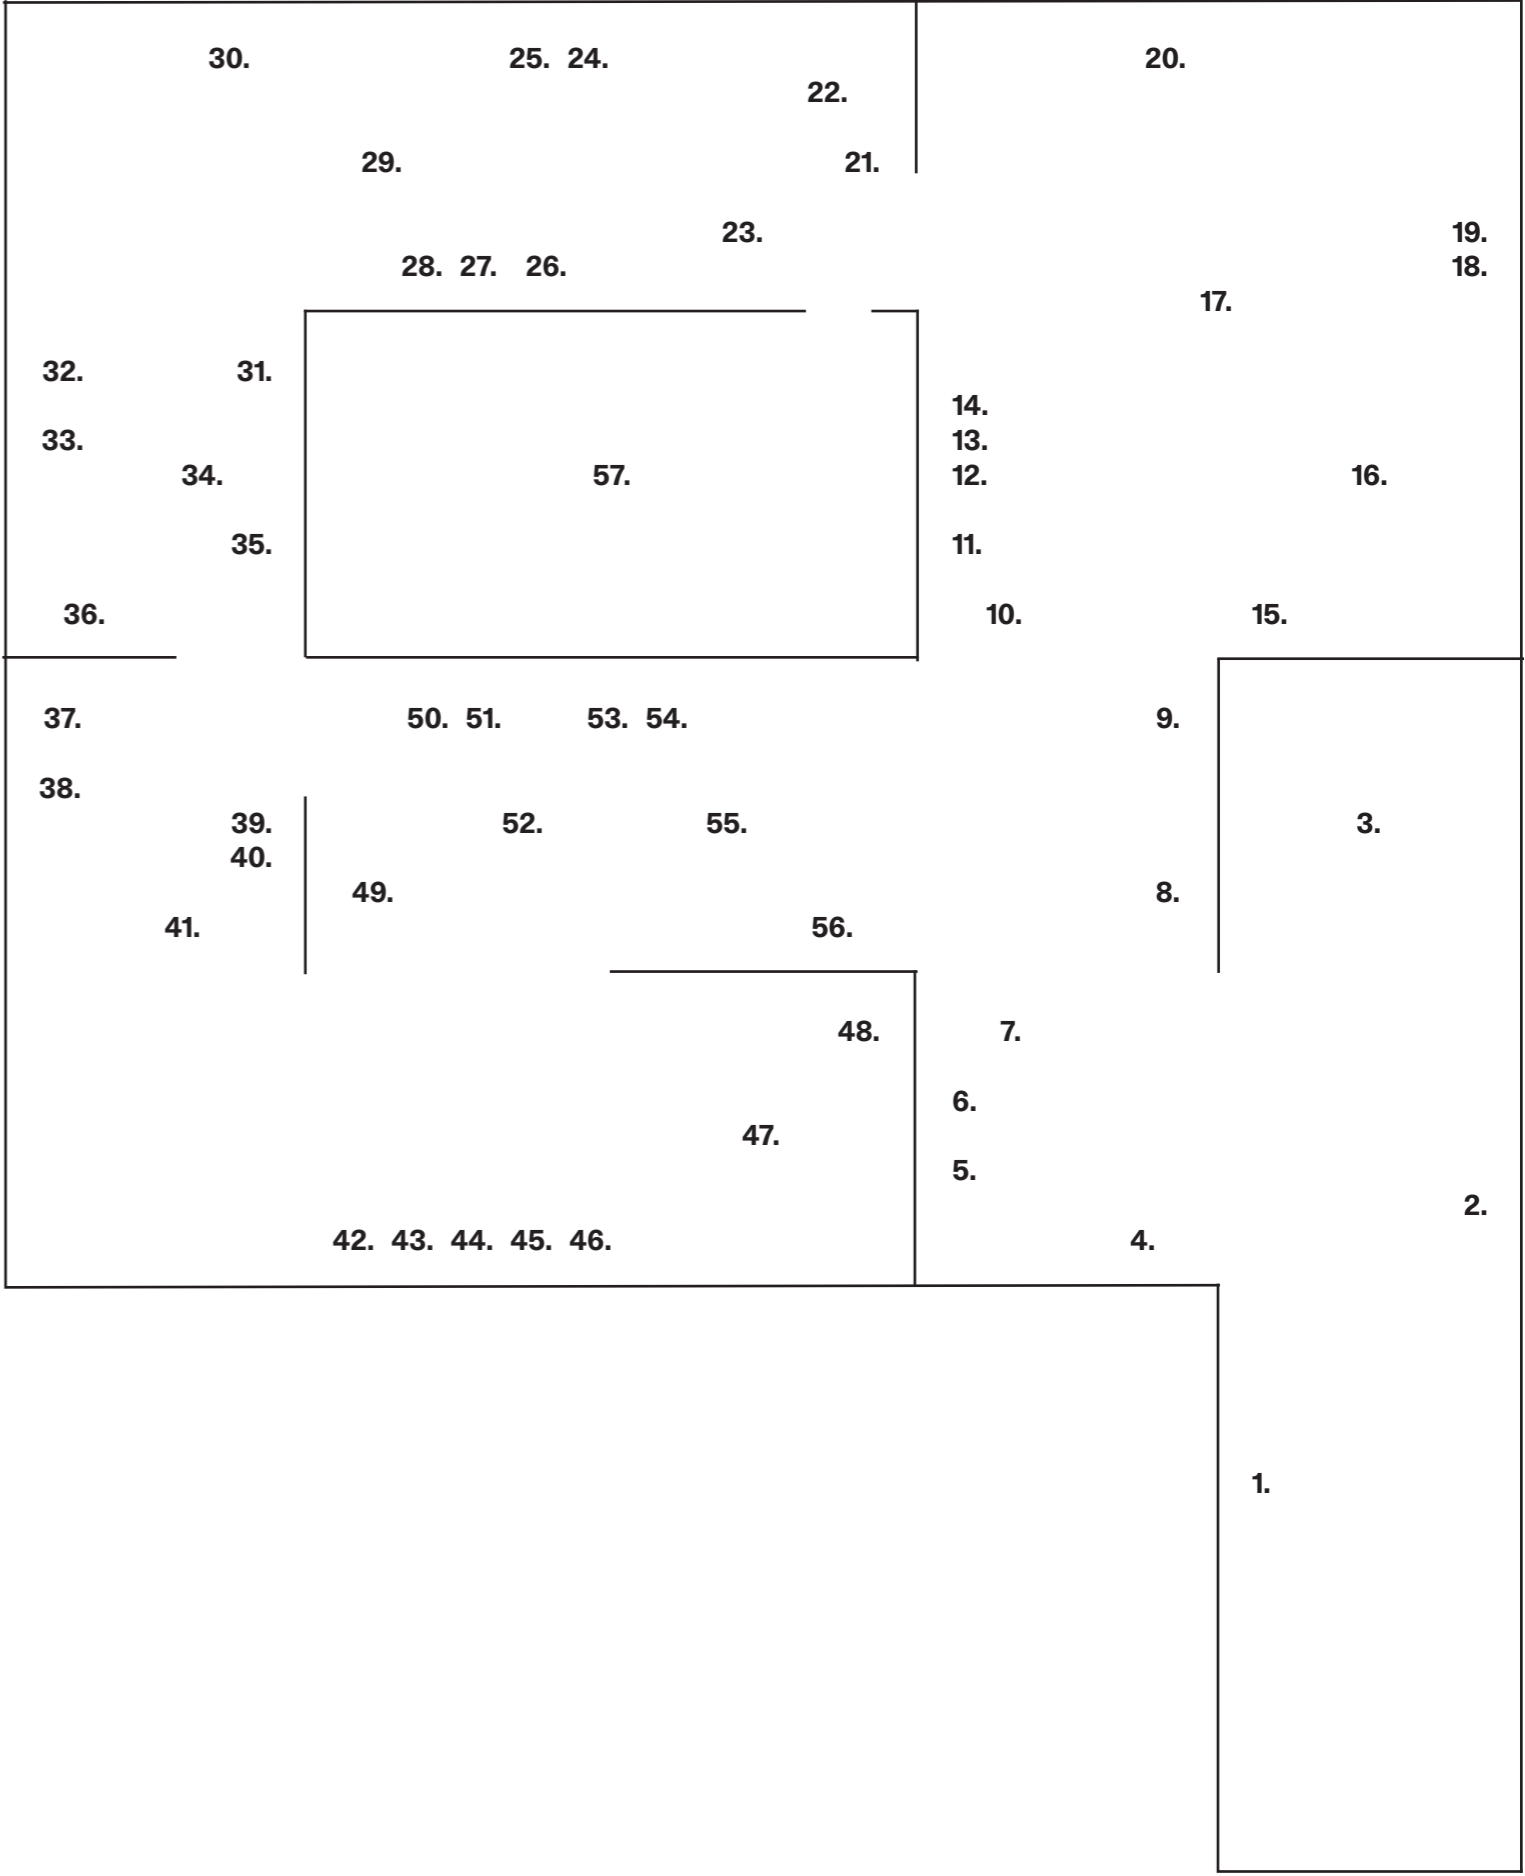 30. 25. 24. 20.
22.
29. 21.
23. 19.
28. 27. 26. 18.
17.
32. 31.
14.
33. 13.
34. 57. 12. 16.
35. 11.
36. 10. 15.
37. 50. 51. 53. 54. 9.
38.
39. 52. 55. 3.
40.
49. 8.
41. 56.
48. 7.
6.
47.
5.
2.
42. 43. 44. 45. 46. 4.
1.